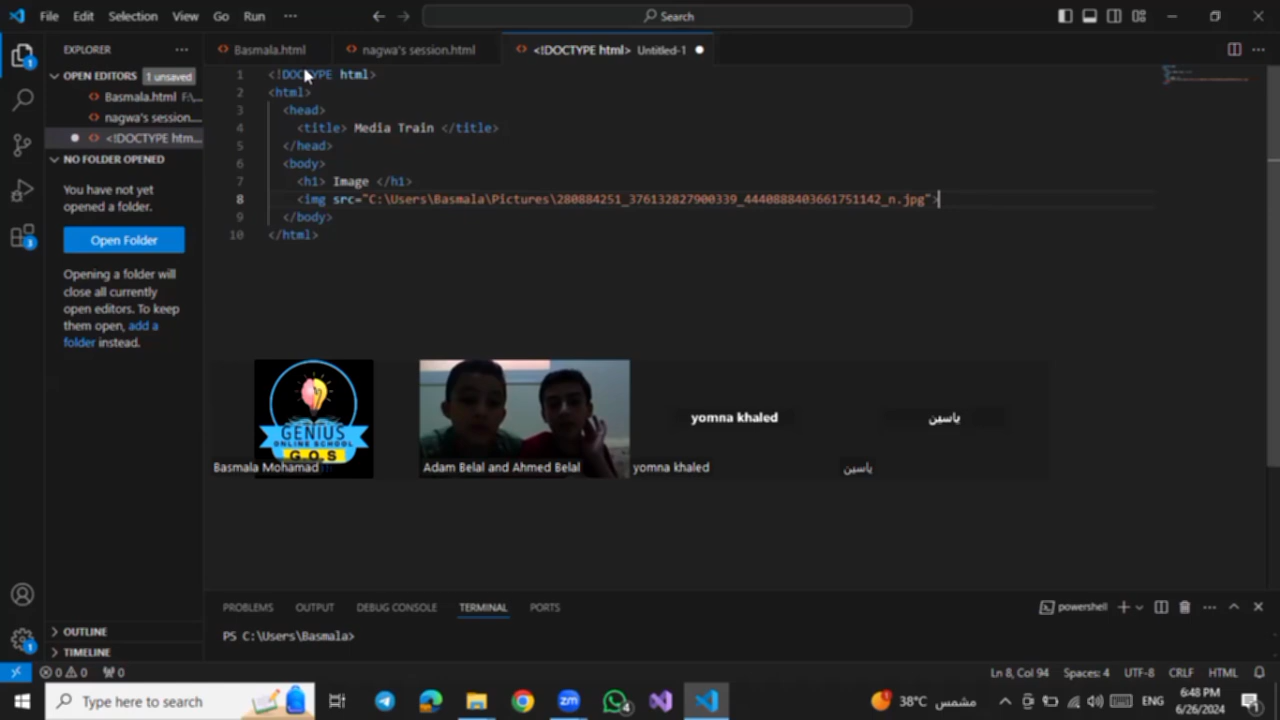 File Edit Selection View Go Run ··· Search
EXPLORER ···
OPEN EDITORS 1 unsaved
Basmala.html F:\...
nagwa's session....
<!DOCTYPE htm...
NO FOLDER OPENED
You have not yet
opened a folder.
Open Folder
Opening a folder will
close all currently
open editors. To keep
them open, add a
folder instead.
OUTLINE
TIMELINE
Basmala.html nagwa's session.html <!DOCTYPE html> Untitled-1
1 <!DOCTYPE html>
2 <html>
3 <head>
4 <title> Media Train </title>
5 </head>
6 <body>
7 <h1> Image </h1>
8 <img src="C:\Users\Basmala\Pictures\280884251_376132827900339_4440888403661751142_n.jpg">
9 </body>
10 </html>
GENIUS
ONLINE SCHOOL
G.O.S
Basmala Mohamad
Adam Belal and Ahmed Belal
yomna khaled
yomna khaled
ياسين
ياسين
PROBLEMS OUTPUT DEBUG CONSOLE TERMINAL PORTS powershell
PS C:\Users\Basmala>
0 0 0 Ln 8, Col 94 Spaces: 4 UTF-8 CRLF HTML
Type here to search 38°C مشمس ENG 6:48 PM
6/26/2024